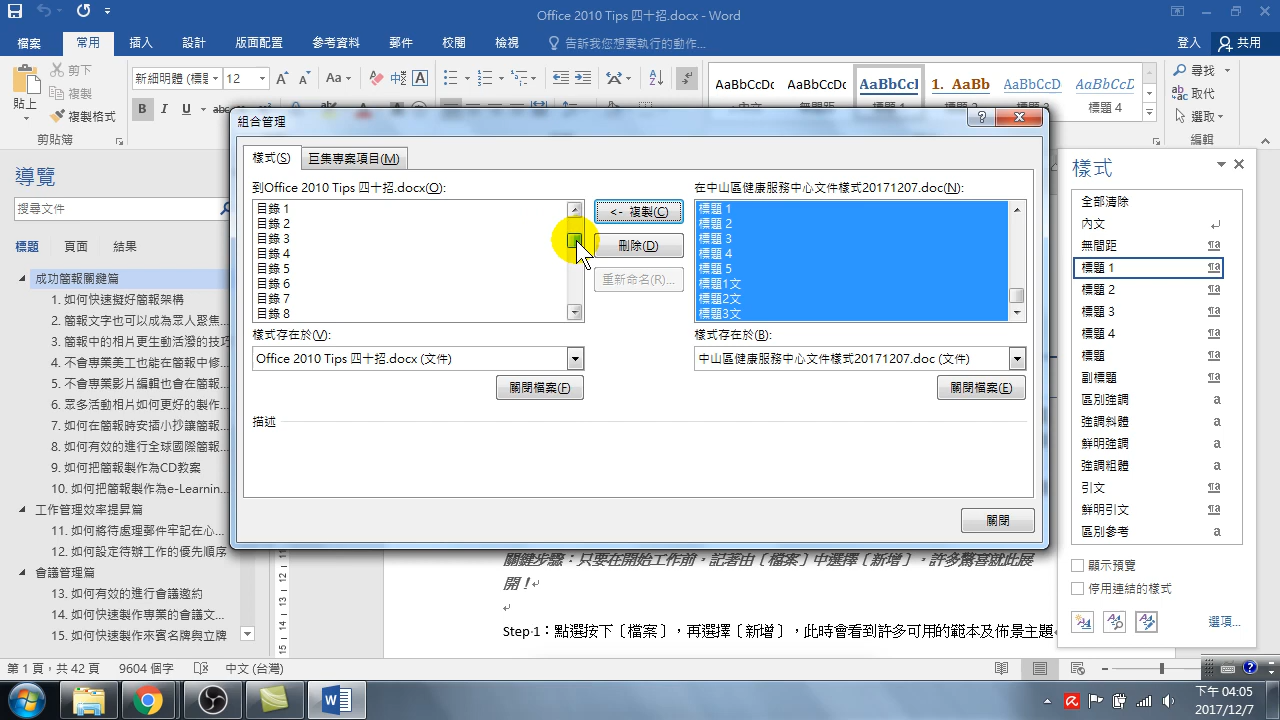 Office 2010 Tips 四十招.docx - Word
檔案 常用 插入 設計 版面配置 參考資料 郵件 校閱 檢視 告訴我您想要執行的動作... 登入 共用
貼上 剪下 複製 複製格式
剪貼簿
新細明體 (標題 12
AaBbCcDc AaBbCcDc AaBbCcI 1. AaBb AaBbCcD AaBbCcD
標題 4
尋找 取代 選取
編輯
導覽
搜尋文件
標題 頁面 結果
成功簡報關鍵篇
1. 如何快速擬好簡報架構
2. 簡報文字也可以成為眾人聚焦...
3. 簡報中的相片更生動活潑的技巧
4. 不會專業美工也能在簡報中修...
5. 不會專業影片編輯也會在簡報...
6. 眾多活動相片如何更好的製作...
7. 如何在簡報時安插小抄讓簡報...
8. 如何有效的進行全球國際簡報...
9. 如何把簡報製作為CD教案
10. 如何把簡報製作為e-Learnin...
工作管理效率提昇篇
11. 如何將待處理郵件牢記在心...
12. 如何設定待辦工作的優先順序
會議管理篇
13. 如何有效的進行會議邀約
14. 如何快速製作專業的會議文...
15. 如何快速製作來賓名牌與立牌
組合管理
樣式(S) 巨集專案項目(M)
到Office 2010 Tips 四十招.docx(O):
目錄 1
目錄 2
目錄 3
目錄 4
目錄 5
目錄 6
目錄 7
目錄 8
樣式存在於(V):
Office 2010 Tips 四十招.docx (文件)
關閉檔案(F)
<- 複製(C)
刪除(D)
重新命名(R)...
在中山區健康服務中心文件樣式20171207.doc(N):
標題 1
標題 2
標題 3
標題 4
標題 5
標題1文
標題2文
標題3文
樣式存在於(B):
中山區健康服務中心文件樣式20171207.doc (文件)
關閉檔案(E)
描述
關閉
關鍵步驟：只要在開始工作前，記著由〔檔案〕中選擇〔新增〕，許多驚喜就此展
開！
Step 1：點選按下〔檔案〕，再選擇〔新增〕，此時會看到許多可用的範本及佈景主題
樣式
全部清除
內文
無間距
標題 1
標題 2
標題 3
標題 4
標題
副標題
區別強調
強調斜體
鮮明強調
強調粗體
引文
鮮明引文
區別參考
顯示預覽
停用連結的樣式
選項...
第 1 頁，共 42 頁 9604 個字 中文 (台灣)
下午 04:05
2017/12/7